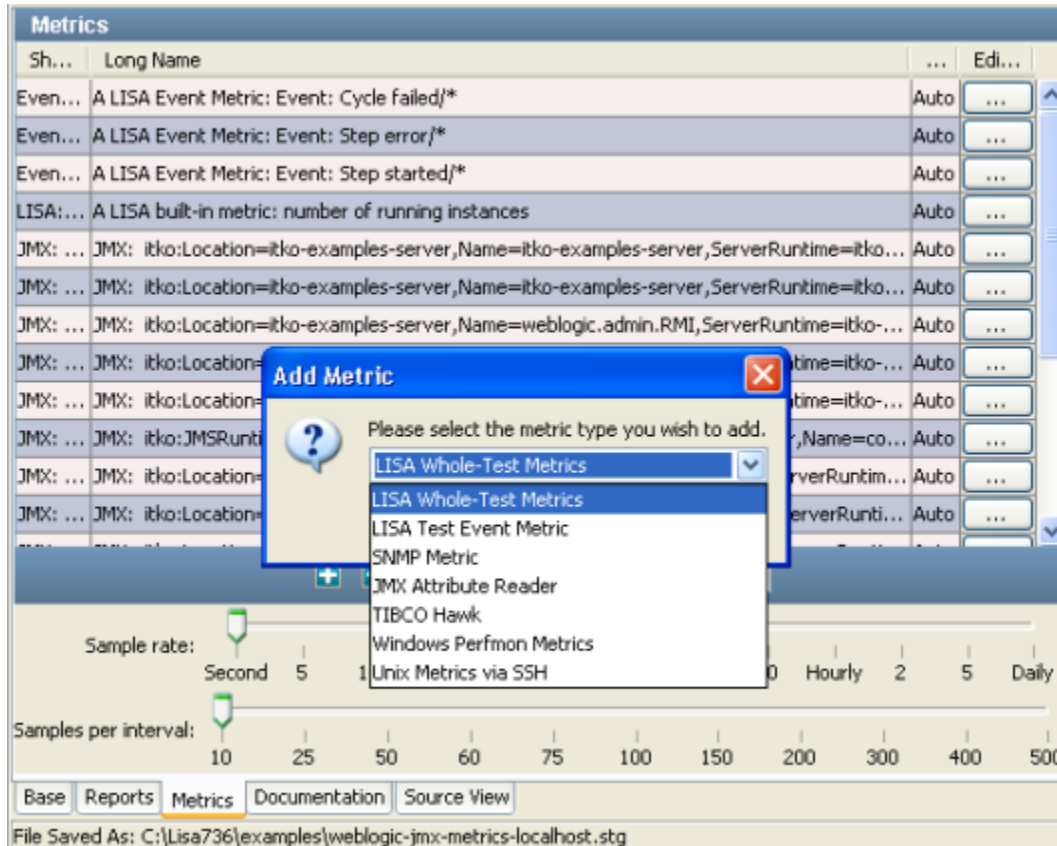 Metrics
Sh... Long Name ... Edi...
Even... A LISA Event Metric: Event: Cycle failed/* Auto ...
Even... A LISA Event Metric: Event: Step error/* Auto ...
Even... A LISA Event Metric: Event: Step started/* Auto ...
LISA:... A LISA built-in metric: number of running instances Auto ...
JMX: ... JMX: itko:Location=itko-examples-server,Name=itko-examples-server,ServerRuntime=itko... Auto ...
JMX: ... JMX: itko:Location=itko-examples-server,Name=itko-examples-server,ServerRuntime=itko... Auto ...
JMX: ... JMX: itko:Location=itko-examples-server,Name=weblogic.admin.RMI,ServerRuntime=itko-... Auto ...
JMX: ... JMX: itko:Location= time=itko-... Auto ...
JMX: ... JMX: itko:Location= time=itko-... Auto ...
JMX: ... JMX: itko:JMSRunti r,Name=co... Auto ...
JMX: ... JMX: itko:Location= rverRuntim... Auto ...
JMX: ... JMX: itko:Location= erverRunti... Auto ...
Add Metric
Please select the metric type you wish to add.
LISA Whole-Test Metrics
LISA Whole-Test Metrics
LISA Test Event Metric
SNMP Metric
JMX Attribute Reader
TIBCO Hawk
Windows Perfmon Metrics
Unix Metrics via SSH
Sample rate:
Second 5 1 0 Hourly 2 5 Daily
Samples per interval:
10 25 50 60 75 100 150 200 300 400 500
Base Reports Metrics Documentation Source View
File Saved As: C:\Lisa736\examples\weblogic-jmx-metrics-localhost.stg